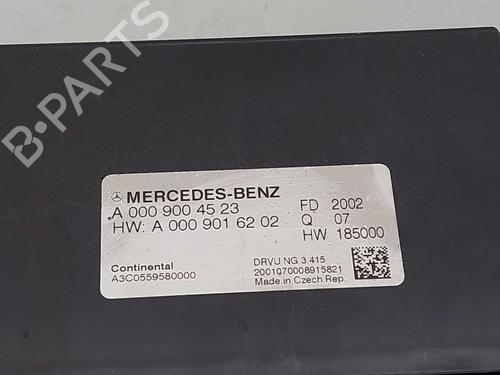 MERCEDES-BENZ
A 000 900 45 23
HW: A 000 901 62 02
FD 2002
Q 07
HW 185000
Continental
A3C0559580000
DRVU NG 3.415
2001070008915821
Made.in.Czech.Rep.
B-PARTS